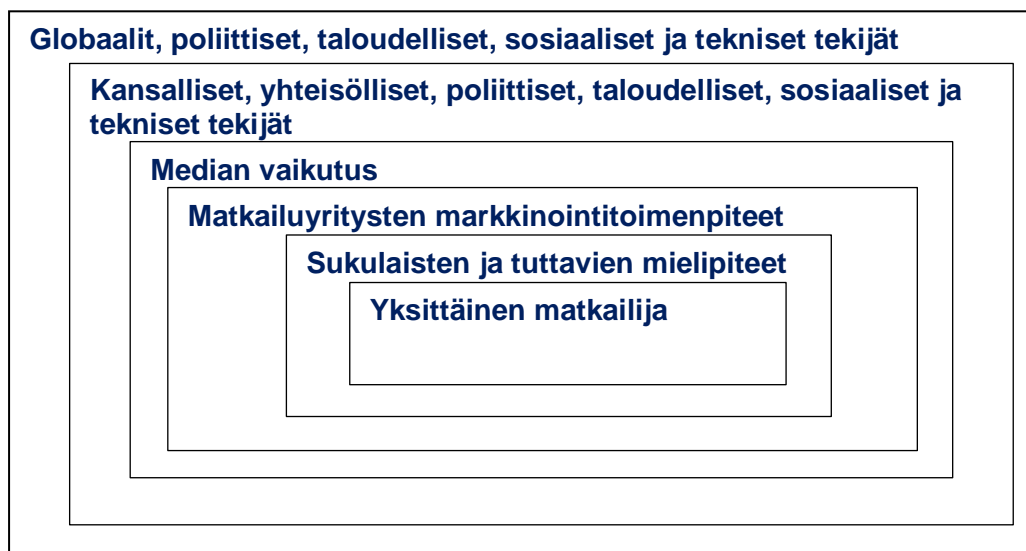 Globaalit, poliittiset, taloudelliset, sosiaaliset ja tekniset tekijät
Kansalliset, yhteisölliset, poliittiset, taloudelliset, sosiaaliset ja
tekniset tekijät
Median vaikutus
Matkailuyritysten markkinointitoimenpiteet
Sukulaisten ja tuttavien mielipiteet
Yksittäinen matkailija